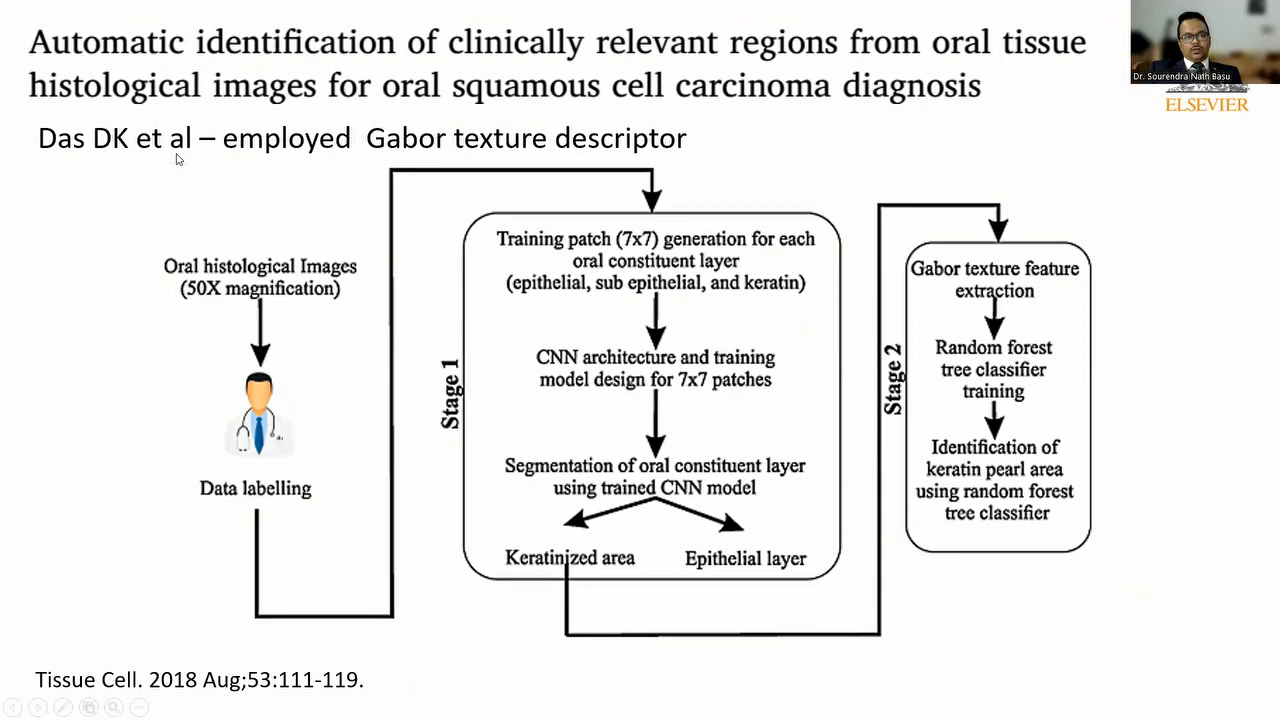 Automatic identification of clinically relevant regions from oral tissue
histological images for oral squamous cell carcinoma diagnosis
Dr. Sourendra Nath Basu
ELSEVIER
Das DK et al – employed Gabor texture descriptor
Oral histological Images
(50X magnification)
Data labelling
Stage 1
Training patch (7x7) generation for each
oral constituent layer
(epithelial, sub epithelial, and keratin)
CNN architecture and training
model design for 7x7 patches
Segmentation of oral constituent layer
using trained CNN model
Keratinized area
Epithelial layer
Stage 2
Gabor texture feature
extraction
Random forest
tree classifier
training
Identification of
keratin pearl area
using random forest
tree classifier
Tissue Cell. 2018 Aug;53:111-119.